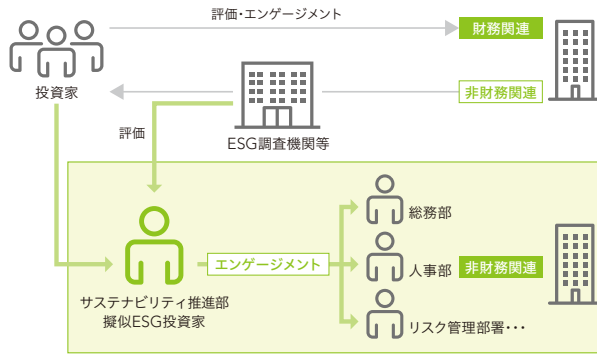 評価・エンゲージメント
財務関連
投資家
非財務関連
ESG調査機関等
評価
総務部
エンゲージメント
人事部
非財務関連
サステナビリティ推進部
擬似ESG投資家
リスク管理部署・・・